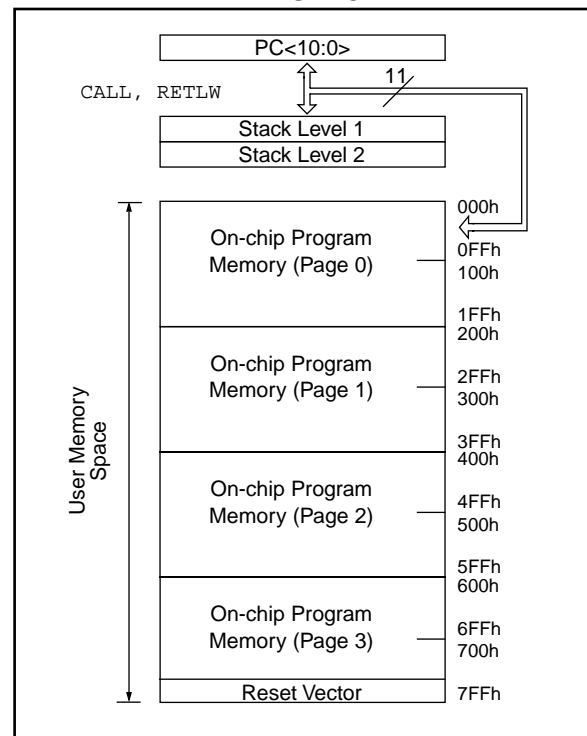 PC<10:0>
CALL, RETLW
11
Stack Level 1
Stack Level 2
User Memory
Space
000h
On-chip Program
Memory (Page 0)
0FFh
100h
1FFh
200h
On-chip Program
Memory (Page 1)
2FFh
300h
3FFh
400h
On-chip Program
Memory (Page 2)
4FFh
500h
5FFh
600h
On-chip Program
Memory (Page 3)
6FFh
700h
Reset Vector
7FFh